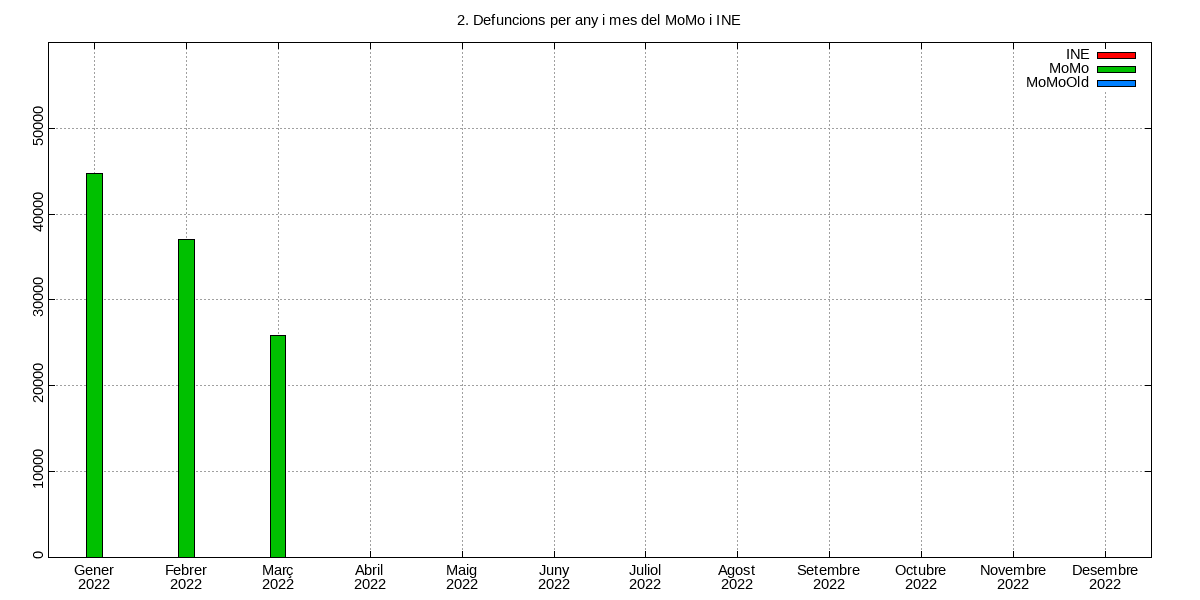 2. Defuncions per any i mes del MoMo i INE
INE
MoMo
MoMoOld
50000
40000
30000
20000
10000
0
Gener Febrer Març Abril Maig Juny Juliol Agost Setembre Octubre Novembre Desembre
2022 2022 2022 2022 2022 2022 2022 2022 2022 2022 2022 2022